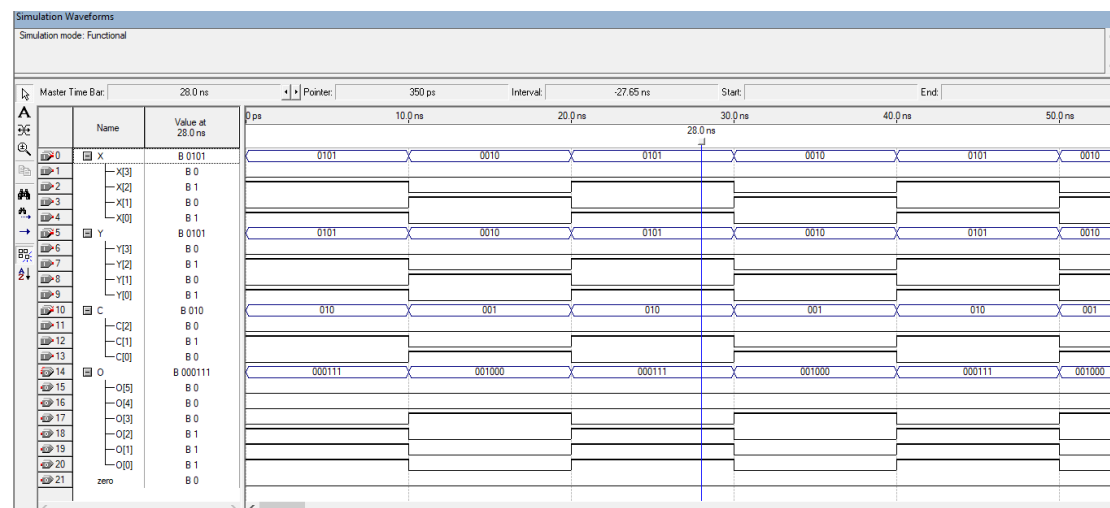 Simulation Waveforms
Simulation mode: Functional
Master Time Bar: 28.0 ns Pointer: 350 ps Interval: -27.65 ns Start: End:
Name Value at 28.0 ns 0 ps 10.0 ns 20.0 ns 30.0 ns 40.0 ns 50.0 ns
28.0 ns
0 X B 0101 0101 0010 0101 0010 0101 0010
1 X[3] B 0
2 X[2] B 1
3 X[1] B 0
4 X[0] B 1
5 Y B 0101 0101 0010 0101 0010 0101 0010
6 Y[3] B 0
7 Y[2] B 1
8 Y[1] B 0
9 Y[0] B 1
10 C B 010 010 001 010 001 010 001
11 C[2] B 0
12 C[1] B 1
13 C[0] B 0
14 O B 000111 000111 001000 000111 001000 000111 001000
15 O[5] B 0
16 O[4] B 0
17 O[3] B 0
18 O[2] B 1
19 O[1] B 1
20 O[0] B 1
21 zero B 0